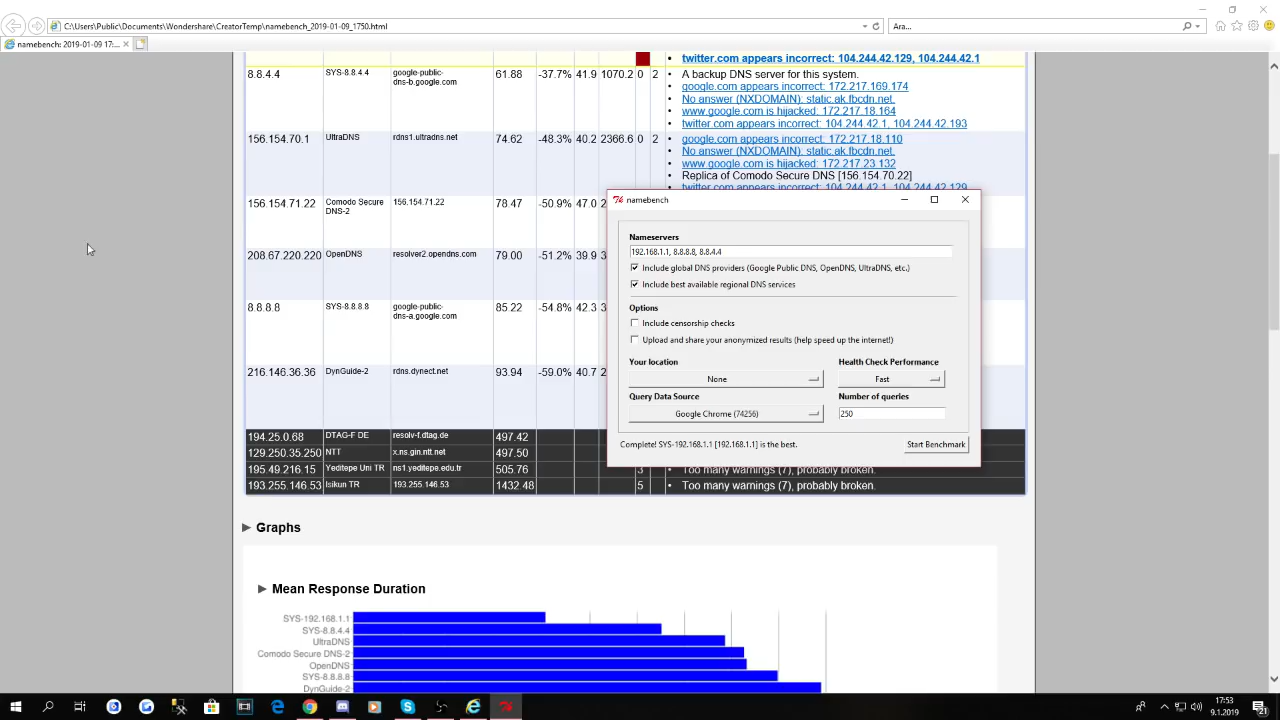 C:\Users\Public\Documents\Wondershare\CreatorTemp\namebench_2019-01-09_1750.html
Ara...
namebench: 2019-01-09 17:...
twitter.com appears incorrect: 104.244.42.129, 104.244.42.1
8.8.4.4 SYS-8.8.4.4 google-public-dns-b.google.com 61.88 -37.7% 41.9 1070.2 0 2 • A backup DNS server for this system.
• google.com appears incorrect: 172.217.169.174
• No answer (NXDOMAIN): static.ak.fbcdn.net.
• www.google.com is hijacked: 172.217.18.164
• twitter.com appears incorrect: 104.244.42.1, 104.244.42.193
156.154.70.1 UltraDNS rdns1.ultradns.net 74.62 -48.3% 40.2 2366.6 0 2 • google.com appears incorrect: 172.217.18.110
• No answer (NXDOMAIN): static.ak.fbcdn.net.
• www.google.com is hijacked: 172.217.23.132
• Replica of Comodo Secure DNS [156.154.70.22]
• twitter.com appears incorrect: 104.244.42.1, 104.244.42.129
156.154.71.22 Comodo Secure DNS-2 156.154.71.22 78.47 -50.9% 47.0
208.67.220.220 OpenDNS resolver2.opendns.com 79.00 -51.2% 39.9
8.8.8.8 SYS-8.8.8.8 google-public-dns-a.google.com 85.22 -54.8% 42.3
216.146.36.36 DynGuide-2 rdns.dynect.net 93.94 -59.0% 40.7
194.25.0.68 DTAG-F DE resolv-f.dtag.de 497.42
129.250.35.250 NTT x.ns.gin.ntt.net 497.50
195.49.216.15 Yeditepe Uni TR ns1.yeditepe.edu.tr 505.76 3 • Too many warnings (7), probably broken.
193.255.146.53 Isikun TR 193.255.146.53 1432.48 5 • Too many warnings (7), probably broken.
namebench
Nameservers
192.168.1.1, 8.8.8.8, 8.8.4.4
Include global DNS providers (Google Public DNS, OpenDNS, UltraDNS, etc.)
Include best available regional DNS services
Options
Include censorship checks
Upload and share your anonymized results (help speed up the internet!)
Your location Health Check Performance
None Fast
Query Data Source Number of queries
Google Chrome (74256) 250
Complete! SYS-192.168.1.1 [192.168.1.1] is the best. Start Benchmark
Graphs
Mean Response Duration
SYS-192.168.1.1
SYS-8.8.4.4
UltraDNS
Comodo Secure DNS-2
OpenDNS
SYS-8.8.8.8
DynGuide-2
17:53
9.1.2019
21